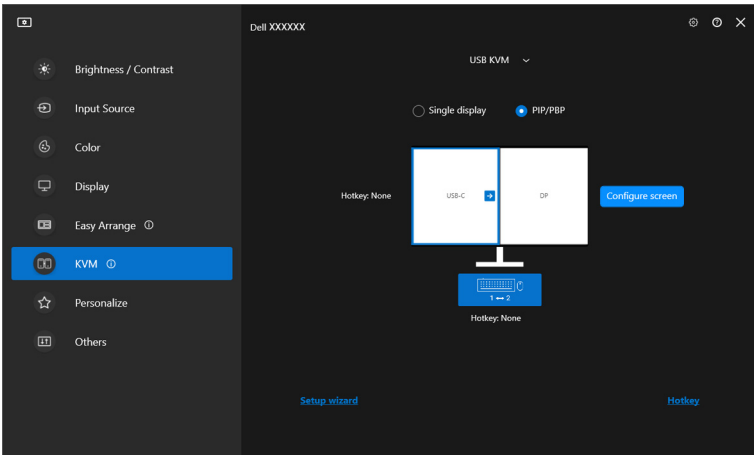 Dell XXXXXX
Brightness / Contrast
Input Source
Color
Display
Easy Arrange
KVM
Personalize
Others
USB KVM
Single display
PIP/PBP
Hotkey: None
USB-C
DP
Configure screen
1 ↔ 2
Hotkey: None
Setup wizard
Hotkey